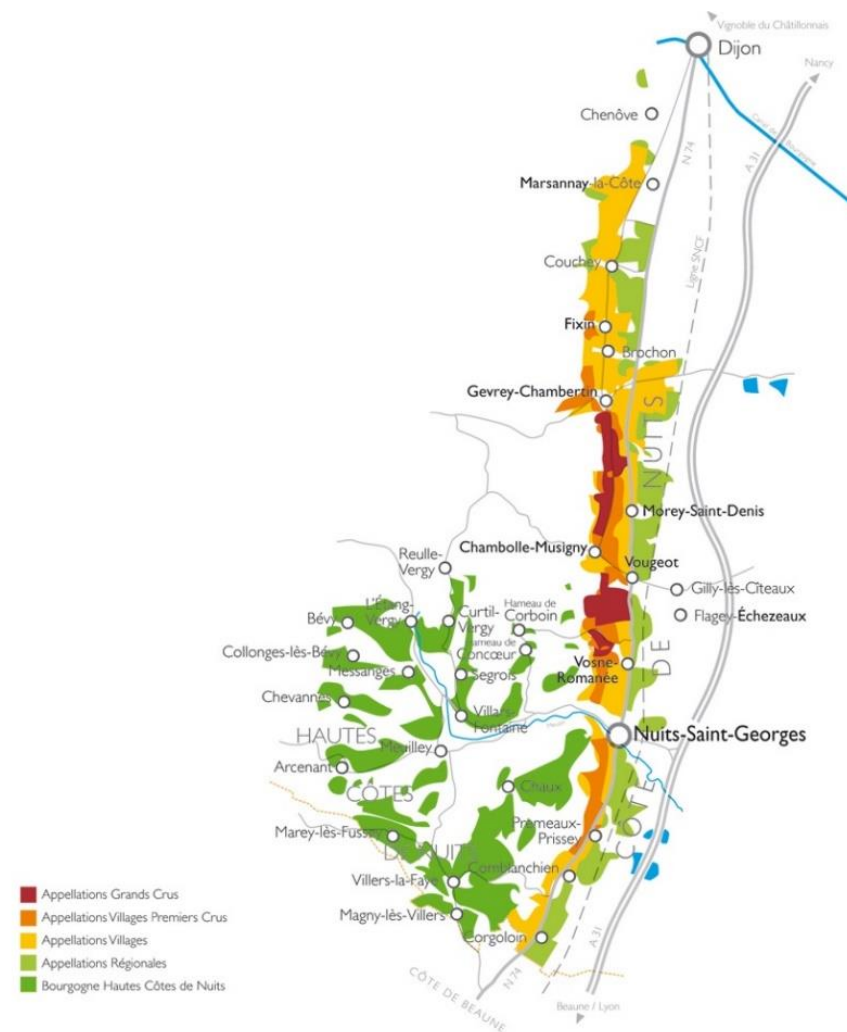 Vignoble du Châtillonnais
Dijon
Nancy
Chenôve
Canal de Bourgogne
N 74
A 31
Marsannay-la-Côte
Ligne SNCF
Couchey
Fixin
Brochon
Gevrey-Chambertin
NUITS
Morey-Saint-Denis
Chambolle-Musigny
Reulle-
Vergy
Vougeot
Gilly-lès-Cîteaux
L'Étang-
Vergy
Curtil-
Vergy
Hameau de
Corboin
Bévy
Flagey-Échezeaux
Collonges-lès-Bévy
Hameau de
Concœur
DE
Messanges
Segrois
Vosne-
Romanée
Chevannes
Villars-
Fontaine
HAUTES
Meuilley
Nuits-Saint-Georges
Arcenant
CÔTES
Chaux
CÔTE
Marey-lès-Fussey
Premeaux-
Prissey
DE NUITS
Comblanchien
Villers-la-Faye
Magny-lès-Villers
Corgoloin
Appellations Grands Crus
Appellations Villages Premiers Crus
Appellations Villages
Appellations Régionales
Bourgogne Hautes Côtes de Nuits
CÔTE DE BEAUNE
N 74
A 31
Beaune / Lyon